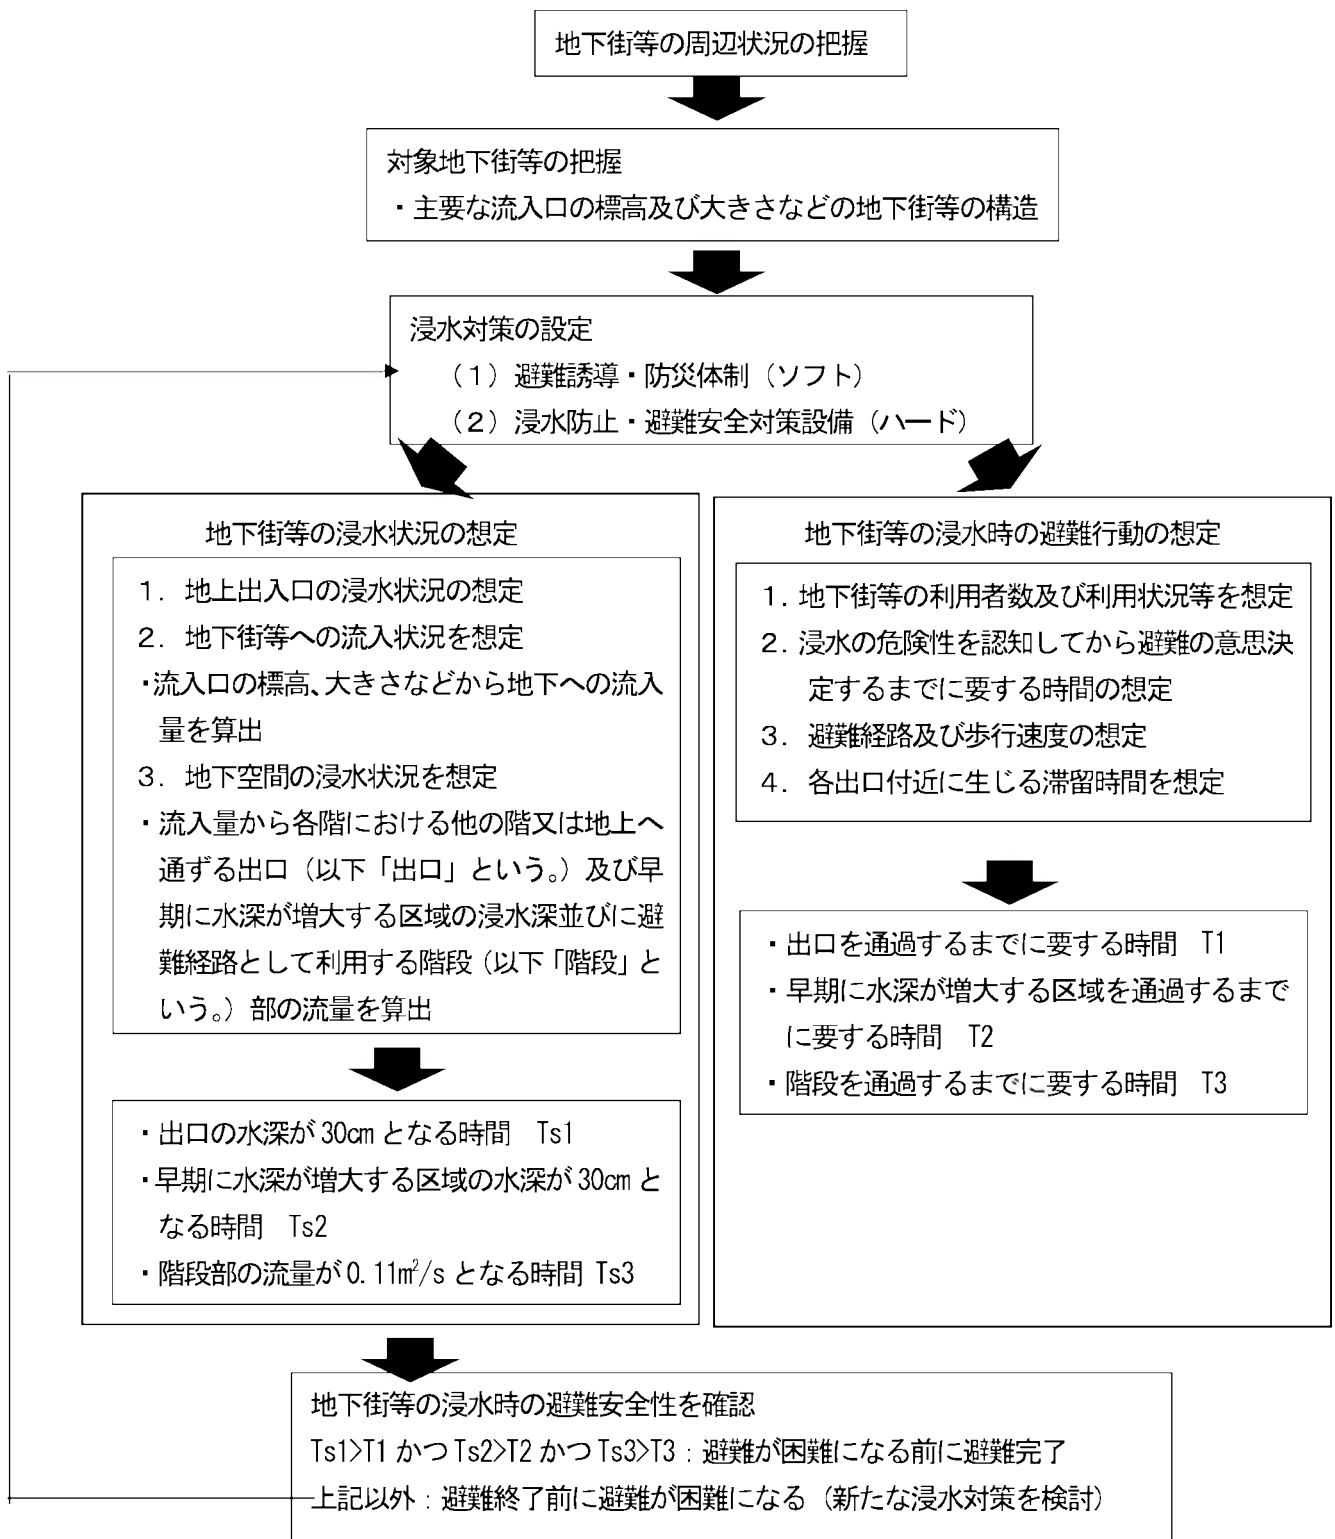 地下街等の周辺状況の把握
対象地下街等の把握
・主要な流入口の標高及び大きさなどの地下街等の構造
浸水対策の設定
（１）避難誘導・防災体制（ソフト）
（２）浸水防止・避難安全対策設備（ハード）
地下街等の浸水状況の想定
１．地上出入口の浸水状況の想定
２．地下街等への流入状況を想定
・流入口の標高、大きさなどから地下への流入
量を算出
３．地下空間の浸水状況を想定
・流入量から各階における他の階又は地上へ
通ずる出口（以下「出口」という。）及び早
期に水深が増大する区域の浸水深並びに避
難経路として利用する階段（以下「階段」と
いう。）部の流量を算出
・出口の水深が30cmとなる時間　Ts1
・早期に水深が増大する区域の水深が30cmと
なる時間　Ts2
・階段部の流量が0.11m²/sとなる時間 Ts3
地下街等の浸水時の避難行動の想定
１．地下街等の利用者数及び利用状況等を想定
２．浸水の危険性を認知してから避難の意思決
定するまでに要する時間の想定
３．避難経路及び歩行速度の想定
４．各出口付近に生じる滞留時間を想定
・出口を通過するまでに要する時間　T1
・早期に水深が増大する区域を通過するまで
に要する時間　T2
・階段を通過するまでに要する時間　T3
地下街等の浸水時の避難安全性を確認
Ts1>T1 かつ Ts2>T2 かつ Ts3>T3：避難が困難になる前に避難完了
上記以外：避難終了前に避難が困難になる（新たな浸水対策を検討）